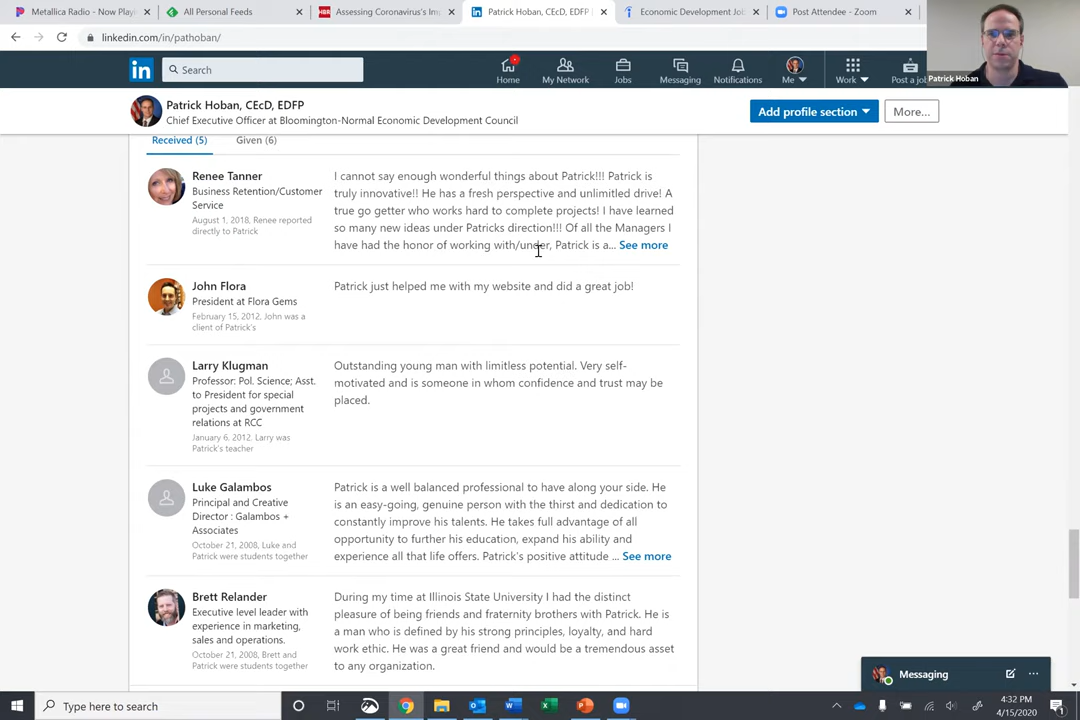 Metallica Radio - Now Playi
All Personal Feeds
HBR
Assessing Coronavirus's Im
Patrick Hoban, CEcD, EDFP
Economic Development Jo
Post Attendee - Zoom
linkedin.com/in/pathoban/
Patrick Hoban
in
Search
Home
My Network
Jobs
Messaging
Notifications
Me
Work
Post a jo
Patrick Hoban, CEcD, EDFP
Chief Executive Officer at Bloomington-Normal Economic Development Council
Add profile section
More...
Received (5)
Given (6)
Renee Tanner
Business Retention/Customer
Service
August 1, 2018, Renee reported
directly to Patrick
I cannot say enough wonderful things about Patrick!!! Patrick is
truly innovative!! He has a fresh perspective and unlimitled drive! A
true go getter who works hard to complete projects! I have learned
so many new ideas under Patricks direction!!! Of all the Managers I
have had the honor of working with/under, Patrick is a... See more
John Flora
President at Flora Gems
February 15, 2012, John was a
client of Patrick's
Patrick just helped me with my website and did a great job!
Larry Klugman
Professor: Pol. Science; Asst.
to President for special
projects and government
relations at RCC
January 6, 2012, Larry was
Patrick's teacher
Outstanding young man with limitless potential. Very self-
motivated and is someone in whom confidence and trust may be
placed.
Luke Galambos
Principal and Creative
Director : Galambos +
Associates
October 21, 2008, Luke and
Patrick were students together
Patrick is a well balanced professional to have along your side. He
is an easy-going, genuine person with the thirst and dedication to
constantly improve his talents. He takes full advantage of all
opportunity to further his education, expand his ability and
experience all that life offers. Patrick's positive attitude ... See more
Brett Relander
Executive level leader with
experience in marketing,
sales and operations.
October 21, 2008, Brett and
Patrick were students together
During my time at Illinois State University I had the distinct
pleasure of being friends and fraternity brothers with Patrick. He is
a man who is defined by his strong principles, loyalty, and hard
work ethic. He was a great friend and would be a tremendous asset
to any organization.
Messaging
Type here to search
4:32 PM
4/15/2020